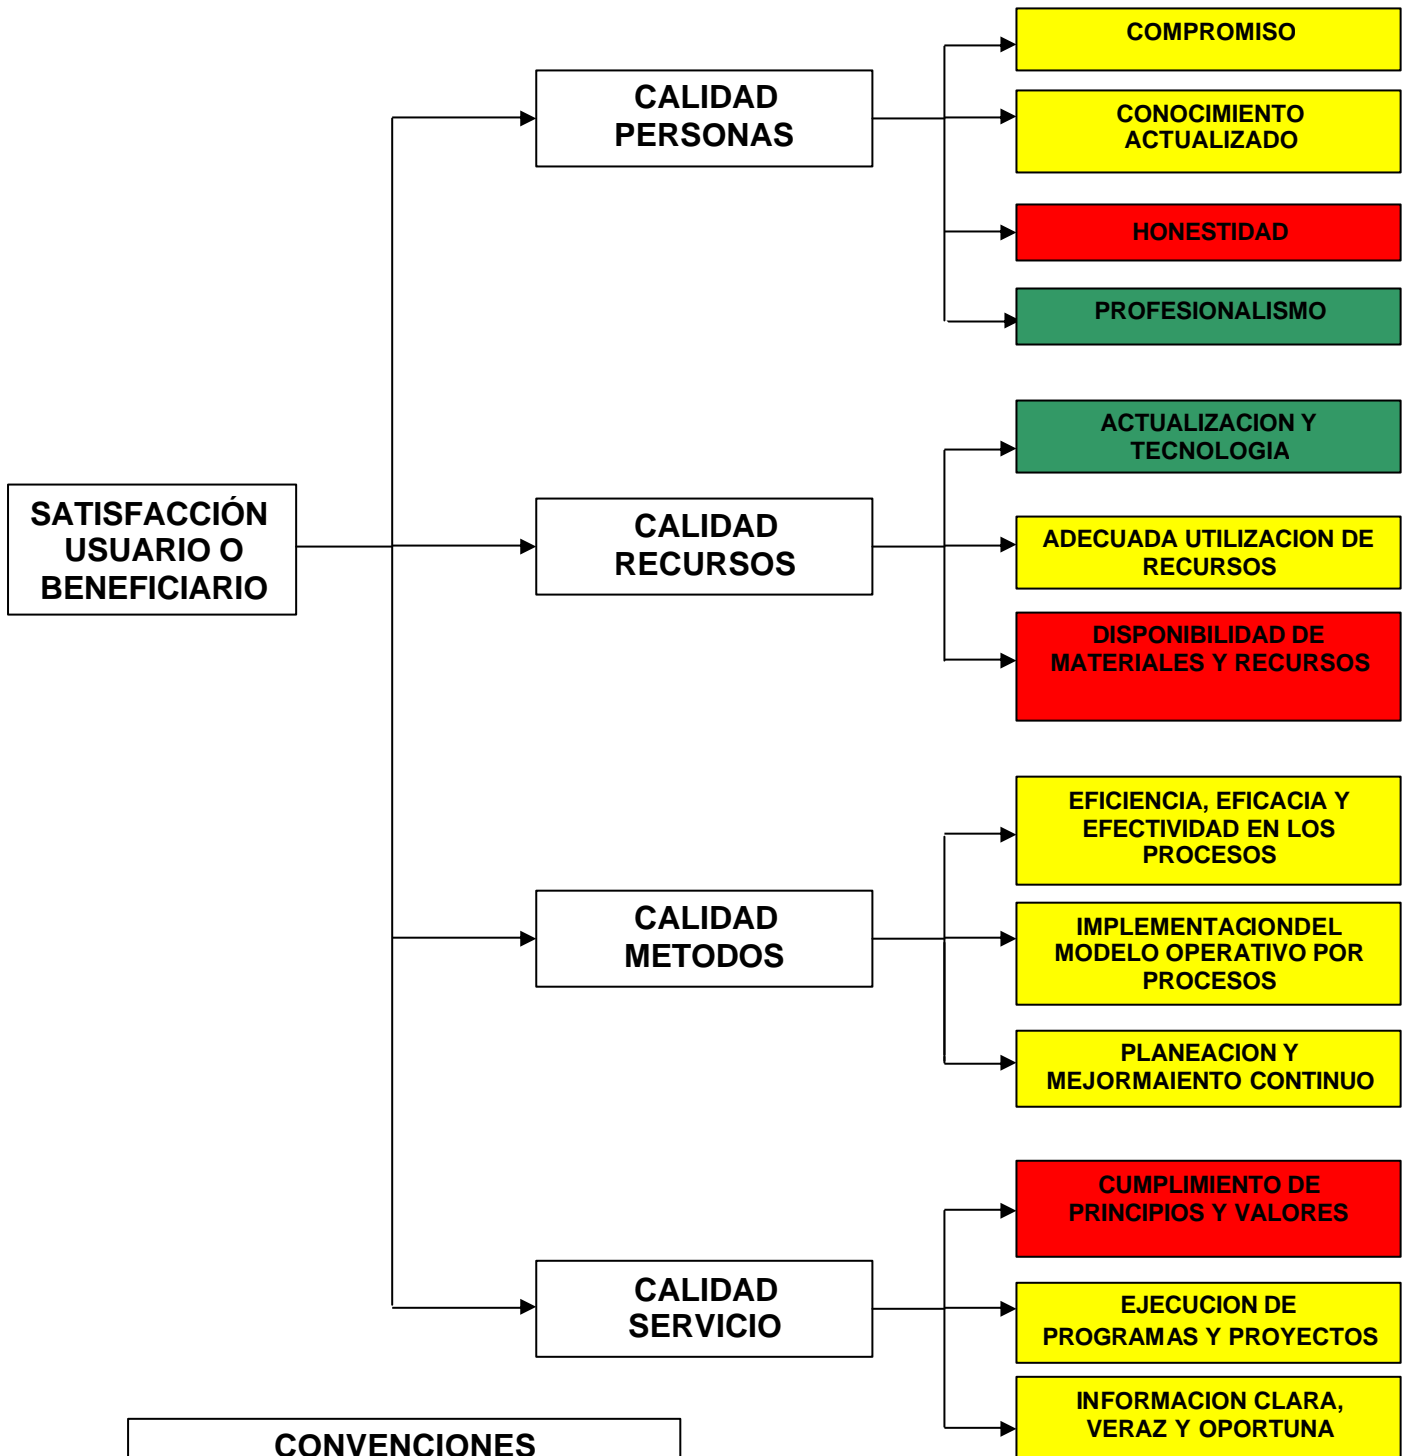 COMPROMISO
CALIDAD
PERSONAS
CONOCIMIENTO
ACTUALIZADO
HONESTIDAD
PROFESIONALISMO
ACTUALIZACION Y
TECNOLOGIA
SATISFACCIÓN
USUARIO O
BENEFICIARIO
CALIDAD
RECURSOS
ADECUADA UTILIZACION DE
RECURSOS
DISPONIBILIDAD DE
MATERIALES Y RECURSOS
EFICIENCIA, EFICACIA Y
EFECTIVIDAD EN LOS
PROCESOS
CALIDAD
METODOS
IMPLEMENTACIONDEL
MODELO OPERATIVO POR
PROCESOS
PLANEACION Y
MEJORMAIENTO CONTINUO
CUMPLIMIENTO DE
PRINCIPIOS Y VALORES
CALIDAD
SERVICIO
EJECUCION DE
PROGRAMAS Y PROYECTOS
INFORMACION CLARA,
VERAZ Y OPORTUNA
CONVENCIONES